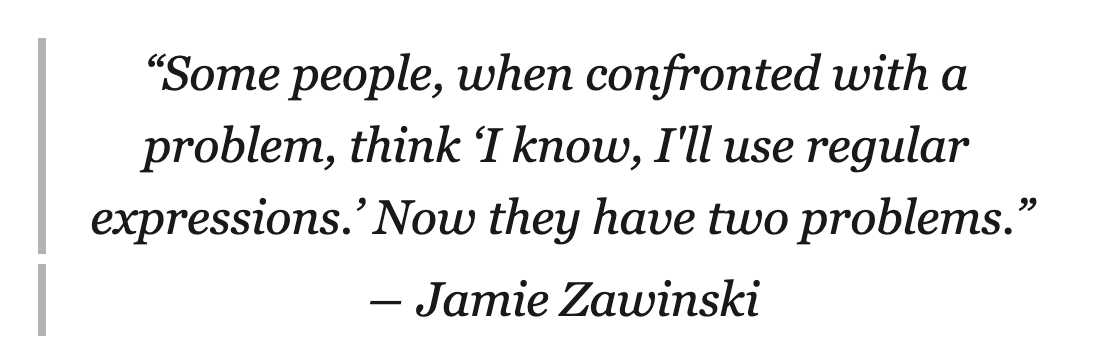 “Some people, when confronted with a
problem, think ‘I know, I'll use regular
expressions.’ Now they have two problems.”
— Jamie Zawinski